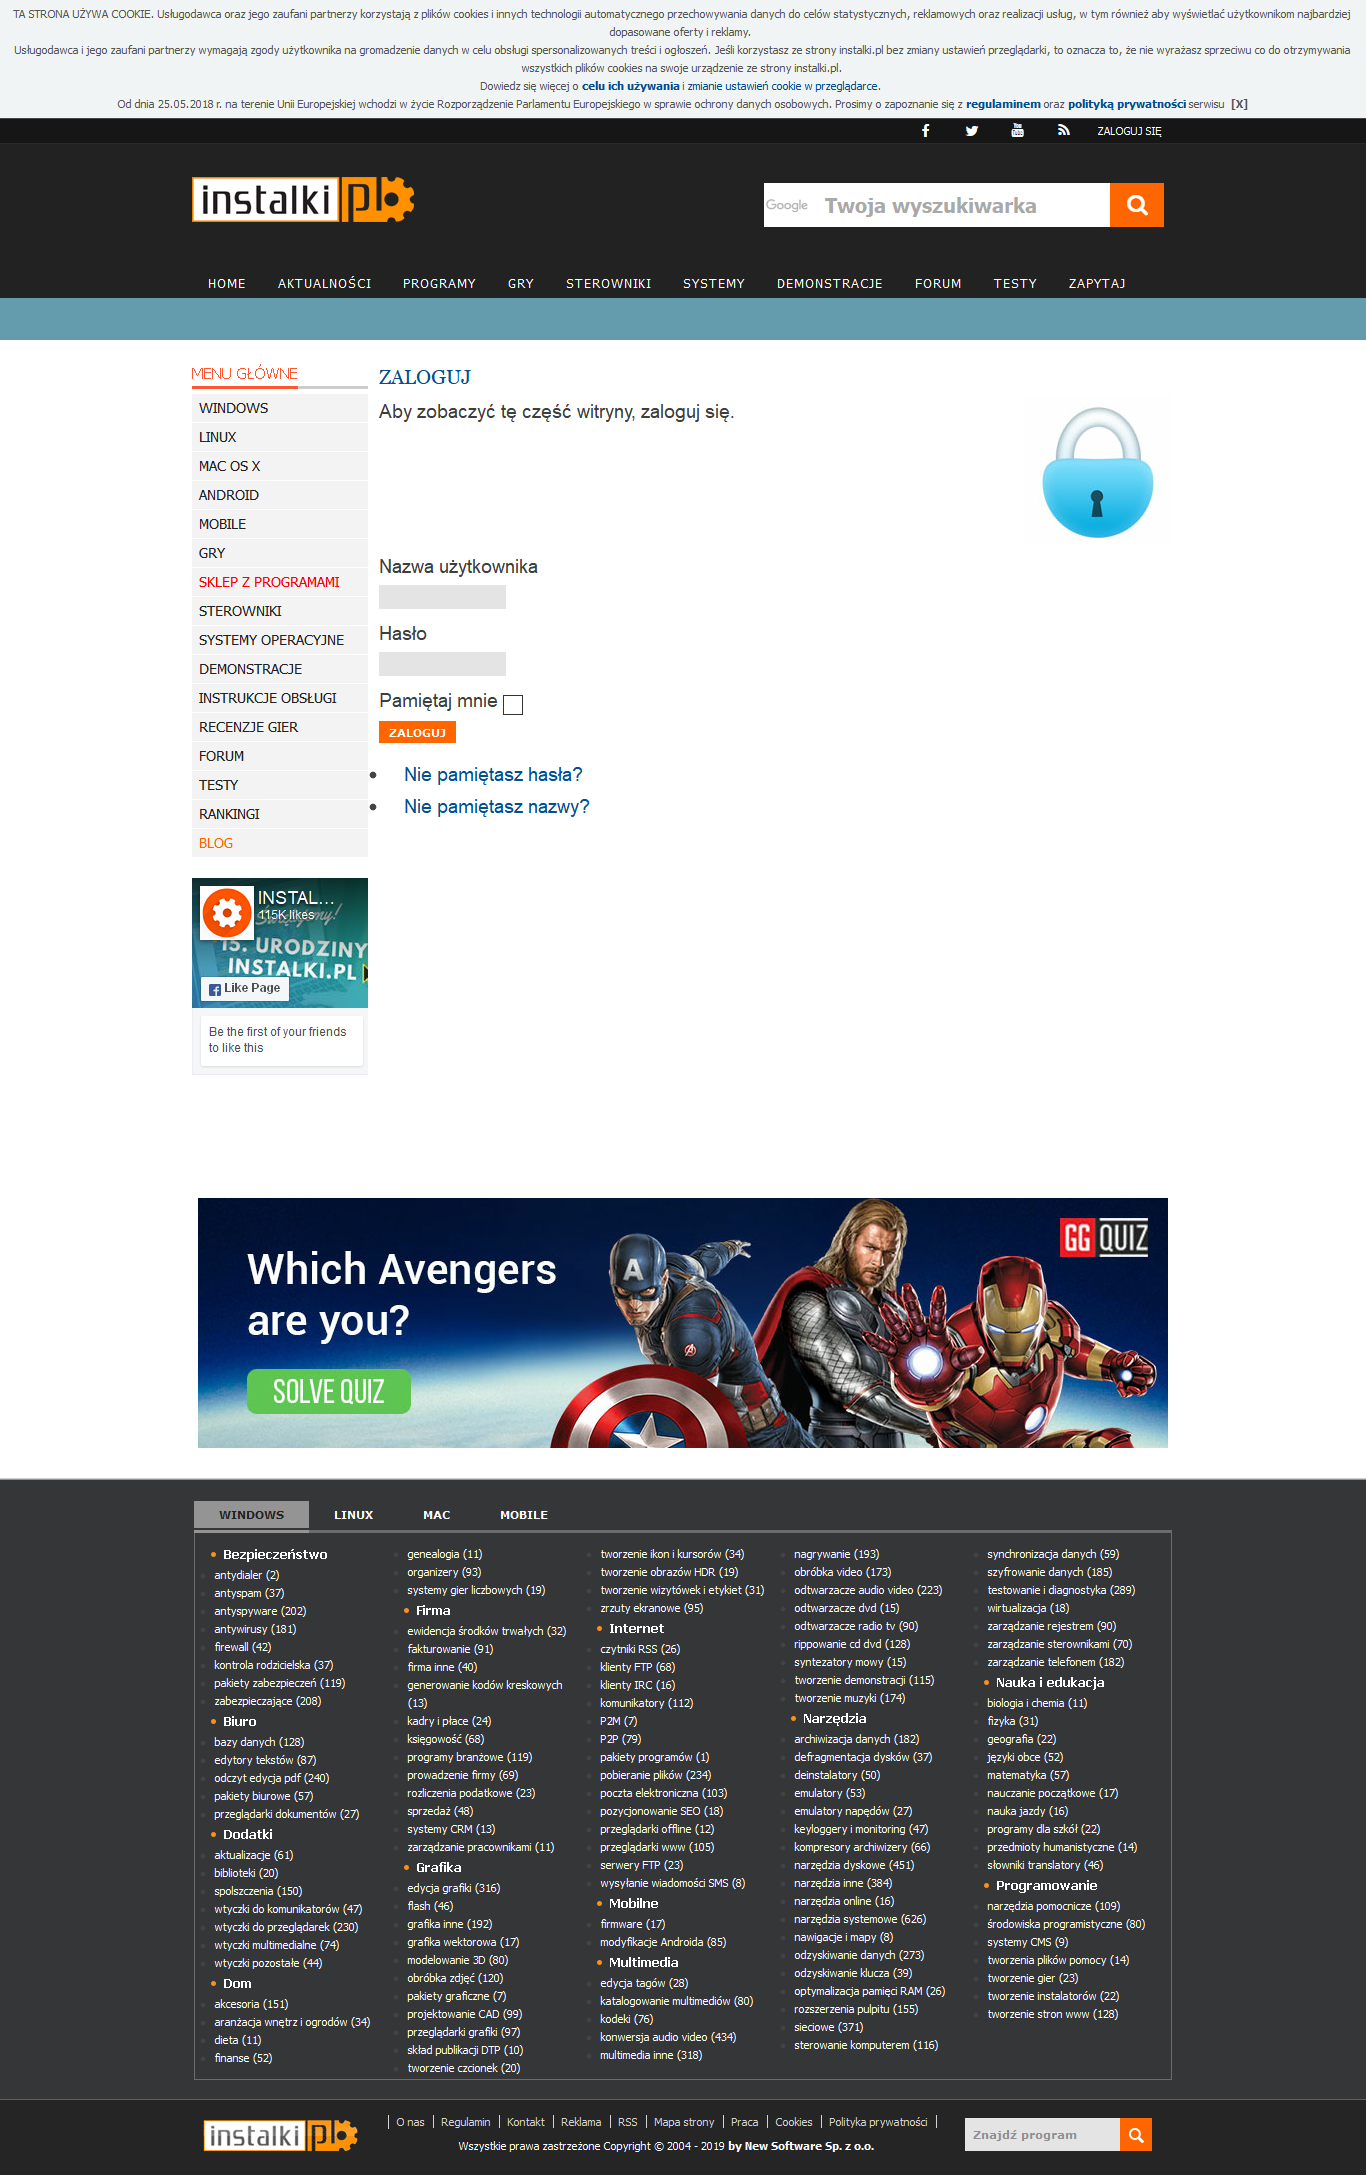 TA STRONA UŻYWA COOKIE. Usługodawca oraz jego zaufani partnerzy korzystają z plików cookies i innych technologii automatycznego przechowywania danych do celów statystycznych, reklamowych oraz realizacji usług, w tym również aby wyświetlać użytkownikom najbardziej
dopasowane oferty i reklamy.
Usługodawca i jego zaufani partnerzy wymagają zgody użytkownika na gromadzenie danych w celu obsługi spersonalizowanych treści i ogłoszeń. Jeśli korzystasz ze strony instalki.pl bez zmiany ustawień przeglądarki, to oznacza to, że nie wyrażasz sprzeciwu co do otrzymywania
wszystkich plików cookies na swoje urządzenie ze strony instalki.pl.
Dowiedz się więcej o celu ich używania i zmianie ustawień cookie w przeglądarce.
Od dnia 25.05.2018 r. na terenie Unii Europejskiej wchodzi w życie Rozporządzenie Parlamentu Europejskiego w sprawie ochrony danych osobowych. Prosimy o zapoznanie się z regulaminem oraz polityką prywatności serwisu [X]
You Tube ZALOGUJ SIĘ
instalki pl
Google Twoja wyszukiwarka
HOME AKTUALNOŚCI PROGRAMY GRY STEROWNIKI SYSTEMY DEMONSTRACJE FORUM TESTY ZAPYTAJ
MENU GŁÓWNE
WINDOWS
LINUX
MAC OS X
ANDROID
MOBILE
GRY
SKLEP Z PROGRAMAMI
STEROWNIKI
SYSTEMY OPERACYJNE
DEMONSTRACJE
INSTRUKCJE OBSŁUGI
RECENZJE GIER
FORUM
TESTY
RANKINGI
BLOG
INSTAL...
115K likes
Świętujemy!
15. URODZINY
INSTALKI.PL
Like Page
Be the first of your friends
to like this
ZALOGUJ
Aby zobaczyć tę część witryny, zaloguj się.
Nazwa użytkownika
Hasło
Pamiętaj mnie
ZALOGUJ
Nie pamiętasz hasła?
Nie pamiętasz nazwy?
Which Avengers
are you?
SOLVE QUIZ
GG QUIZ
WINDOWS LINUX MAC MOBILE
Bezpieczeństwo
antydialer (2)
antyspam (37)
antyspyware (202)
antywirusy (181)
firewall (42)
kontrola rodzicielska (37)
pakiety zabezpieczeń (119)
zabezpieczające (208)
Biuro
bazy danych (128)
edytory tekstów (87)
odczyt edycja pdf (240)
pakiety biurowe (57)
przeglądarki dokumentów (27)
Dodatki
aktualizacje (61)
biblioteki (20)
spolszczenia (150)
wtyczki do komunikatorów (47)
wtyczki do przeglądarek (230)
wtyczki multimedialne (74)
wtyczki pozostałe (44)
Dom
akcesoria (151)
aranżacja wnętrz i ogrodów (34)
dieta (11)
finanse (52)
genealogia (11)
organizery (93)
systemy gier liczbowych (19)
Firma
ewidencja środków trwałych (32)
fakturowanie (91)
firma inne (40)
generowanie kodów kreskowych
(13)
kadry i płace (24)
księgowość (68)
programy branżowe (119)
prowadzenie firmy (69)
rozliczenia podatkowe (23)
sprzedaż (48)
systemy CRM (13)
zarządzanie pracownikami (11)
Grafika
edycja grafiki (316)
flash (46)
grafika inne (192)
grafika wektorowa (17)
modelowanie 3D (80)
obróbka zdjęć (120)
pakiety graficzne (7)
projektowanie CAD (99)
przeglądarki grafiki (97)
skład publikacji DTP (10)
tworzenie czcionek (20)
tworzenie ikon i kursorów (34)
tworzenie obrazów HDR (19)
tworzenie wizytówek i etykiet (31)
zrzuty ekranowe (95)
Internet
czytniki RSS (26)
klienty FTP (68)
klienty IRC (16)
komunikatory (112)
P2M (7)
P2P (79)
pakiety programów (1)
pobieranie plików (234)
poczta elektroniczna (103)
pozycjonowanie SEO (18)
przeglądarki offline (12)
przeglądarki www (105)
serwery FTP (23)
wysyłanie wiadomości SMS (8)
Mobilne
firmware (17)
modyfikacje Androida (85)
Multimedia
edycja tagów (28)
katalogowanie multimediów (80)
kodeki (76)
konwersja audio video (434)
multimedia inne (318)
nagrywanie (193)
obróbka video (173)
odtwarzacze audio video (223)
odtwarzacze dvd (15)
odtwarzacze radio tv (90)
rippowanie cd dvd (128)
syntezatory mowy (15)
tworzenie demonstracji (115)
tworzenie muzyki (174)
Narzędzia
archiwizacja danych (182)
defragmentacja dysków (37)
deinstalatory (50)
emulatory (53)
emulatory napędów (27)
keyloggery i monitoring (47)
kompresory archiwizery (66)
narzędzia dyskowe (451)
narzędzia inne (384)
narzędzia online (16)
narzędzia systemowe (626)
nawigacje i mapy (8)
odzyskiwanie danych (273)
odzyskiwanie klucza (39)
optymalizacja pamięci RAM (26)
rozszerzenia pulpitu (155)
sieciowe (371)
sterowanie komputerem (116)
synchronizacja danych (59)
szyfrowanie danych (185)
testowanie i diagnostyka (289)
wirtualizacja (18)
zarządzanie rejestrem (90)
zarządzanie sterownikami (70)
zarządzanie telefonem (182)
Nauka i edukacja
biologia i chemia (11)
fizyka (31)
geografia (22)
języki obce (52)
matematyka (57)
nauczanie początkowe (17)
nauka jazdy (16)
programy dla szkół (22)
przedmioty humanistyczne (14)
słowniki translatory (46)
Programowanie
narzędzia pomocnicze (109)
środowiska programistyczne (80)
systemy CMS (9)
tworzenia plików pomocy (14)
tworzenie gier (23)
tworzenie instalatorów (22)
tworzenie stron www (128)
instalki pl
O nas | Regulamin | Kontakt | Reklama | RSS | Mapa strony | Praca | Cookies | Polityka prywatności |
Wszystkie prawa zastrzeżone Copyright © 2004 - 2019 by New Software Sp. z o.o.
Znajdź program